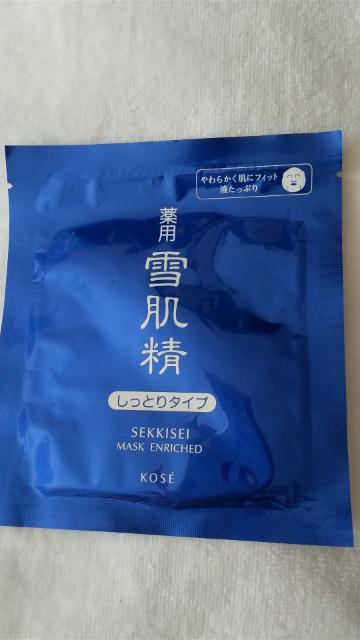 やわらかく肌にフィット
液たっぷり
薬用
雪肌精
しっとりタイプ
SEKKISEI
MASK ENRICHED
KOSÉ